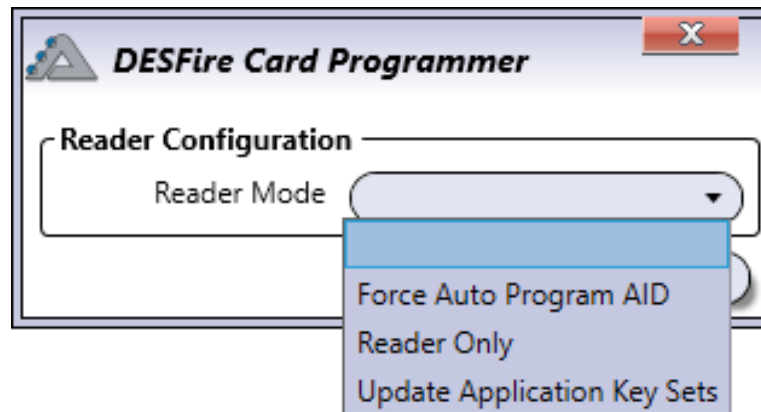 DESFire Card Programmer
Reader Configuration
Reader Mode
Force Auto Program AID
Reader Only
Update Application Key Sets